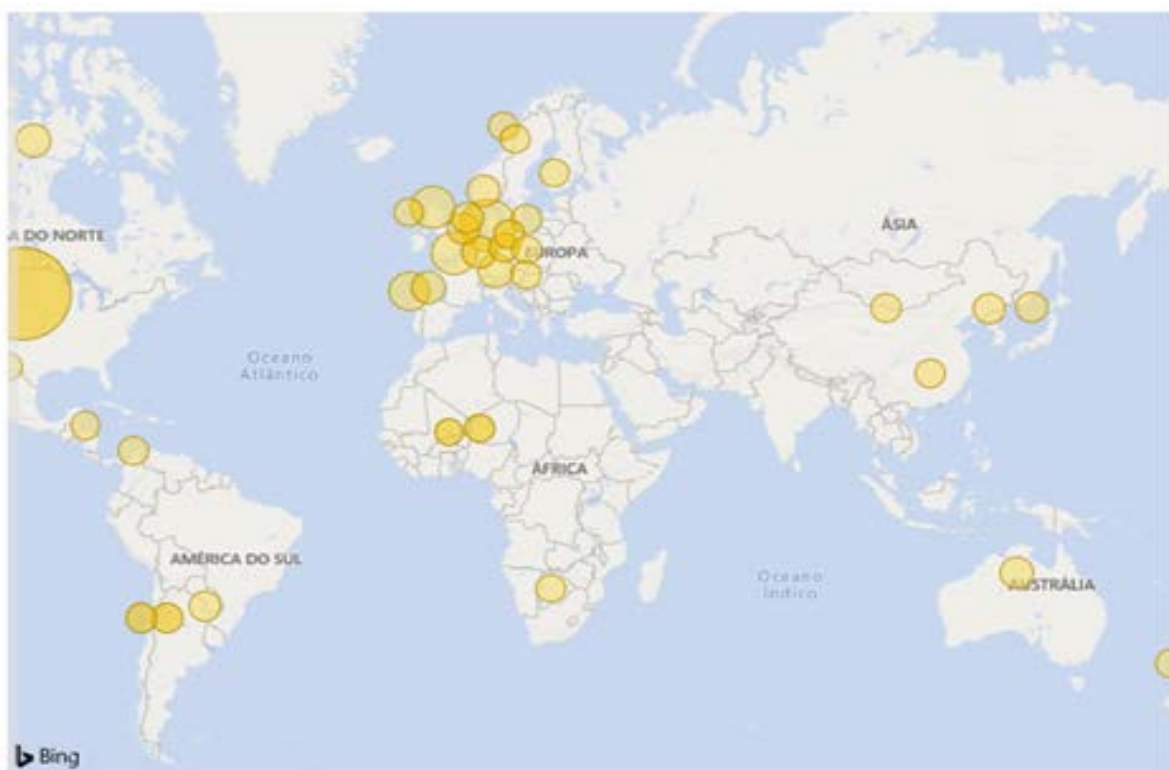 ÁSIA
A DO NORTE
EUROPA
Oceano
Atlântico
ÁFRICA
AMÉRICA DO SUL
Oceano
Índico
AUSTRÁLIA
Bing